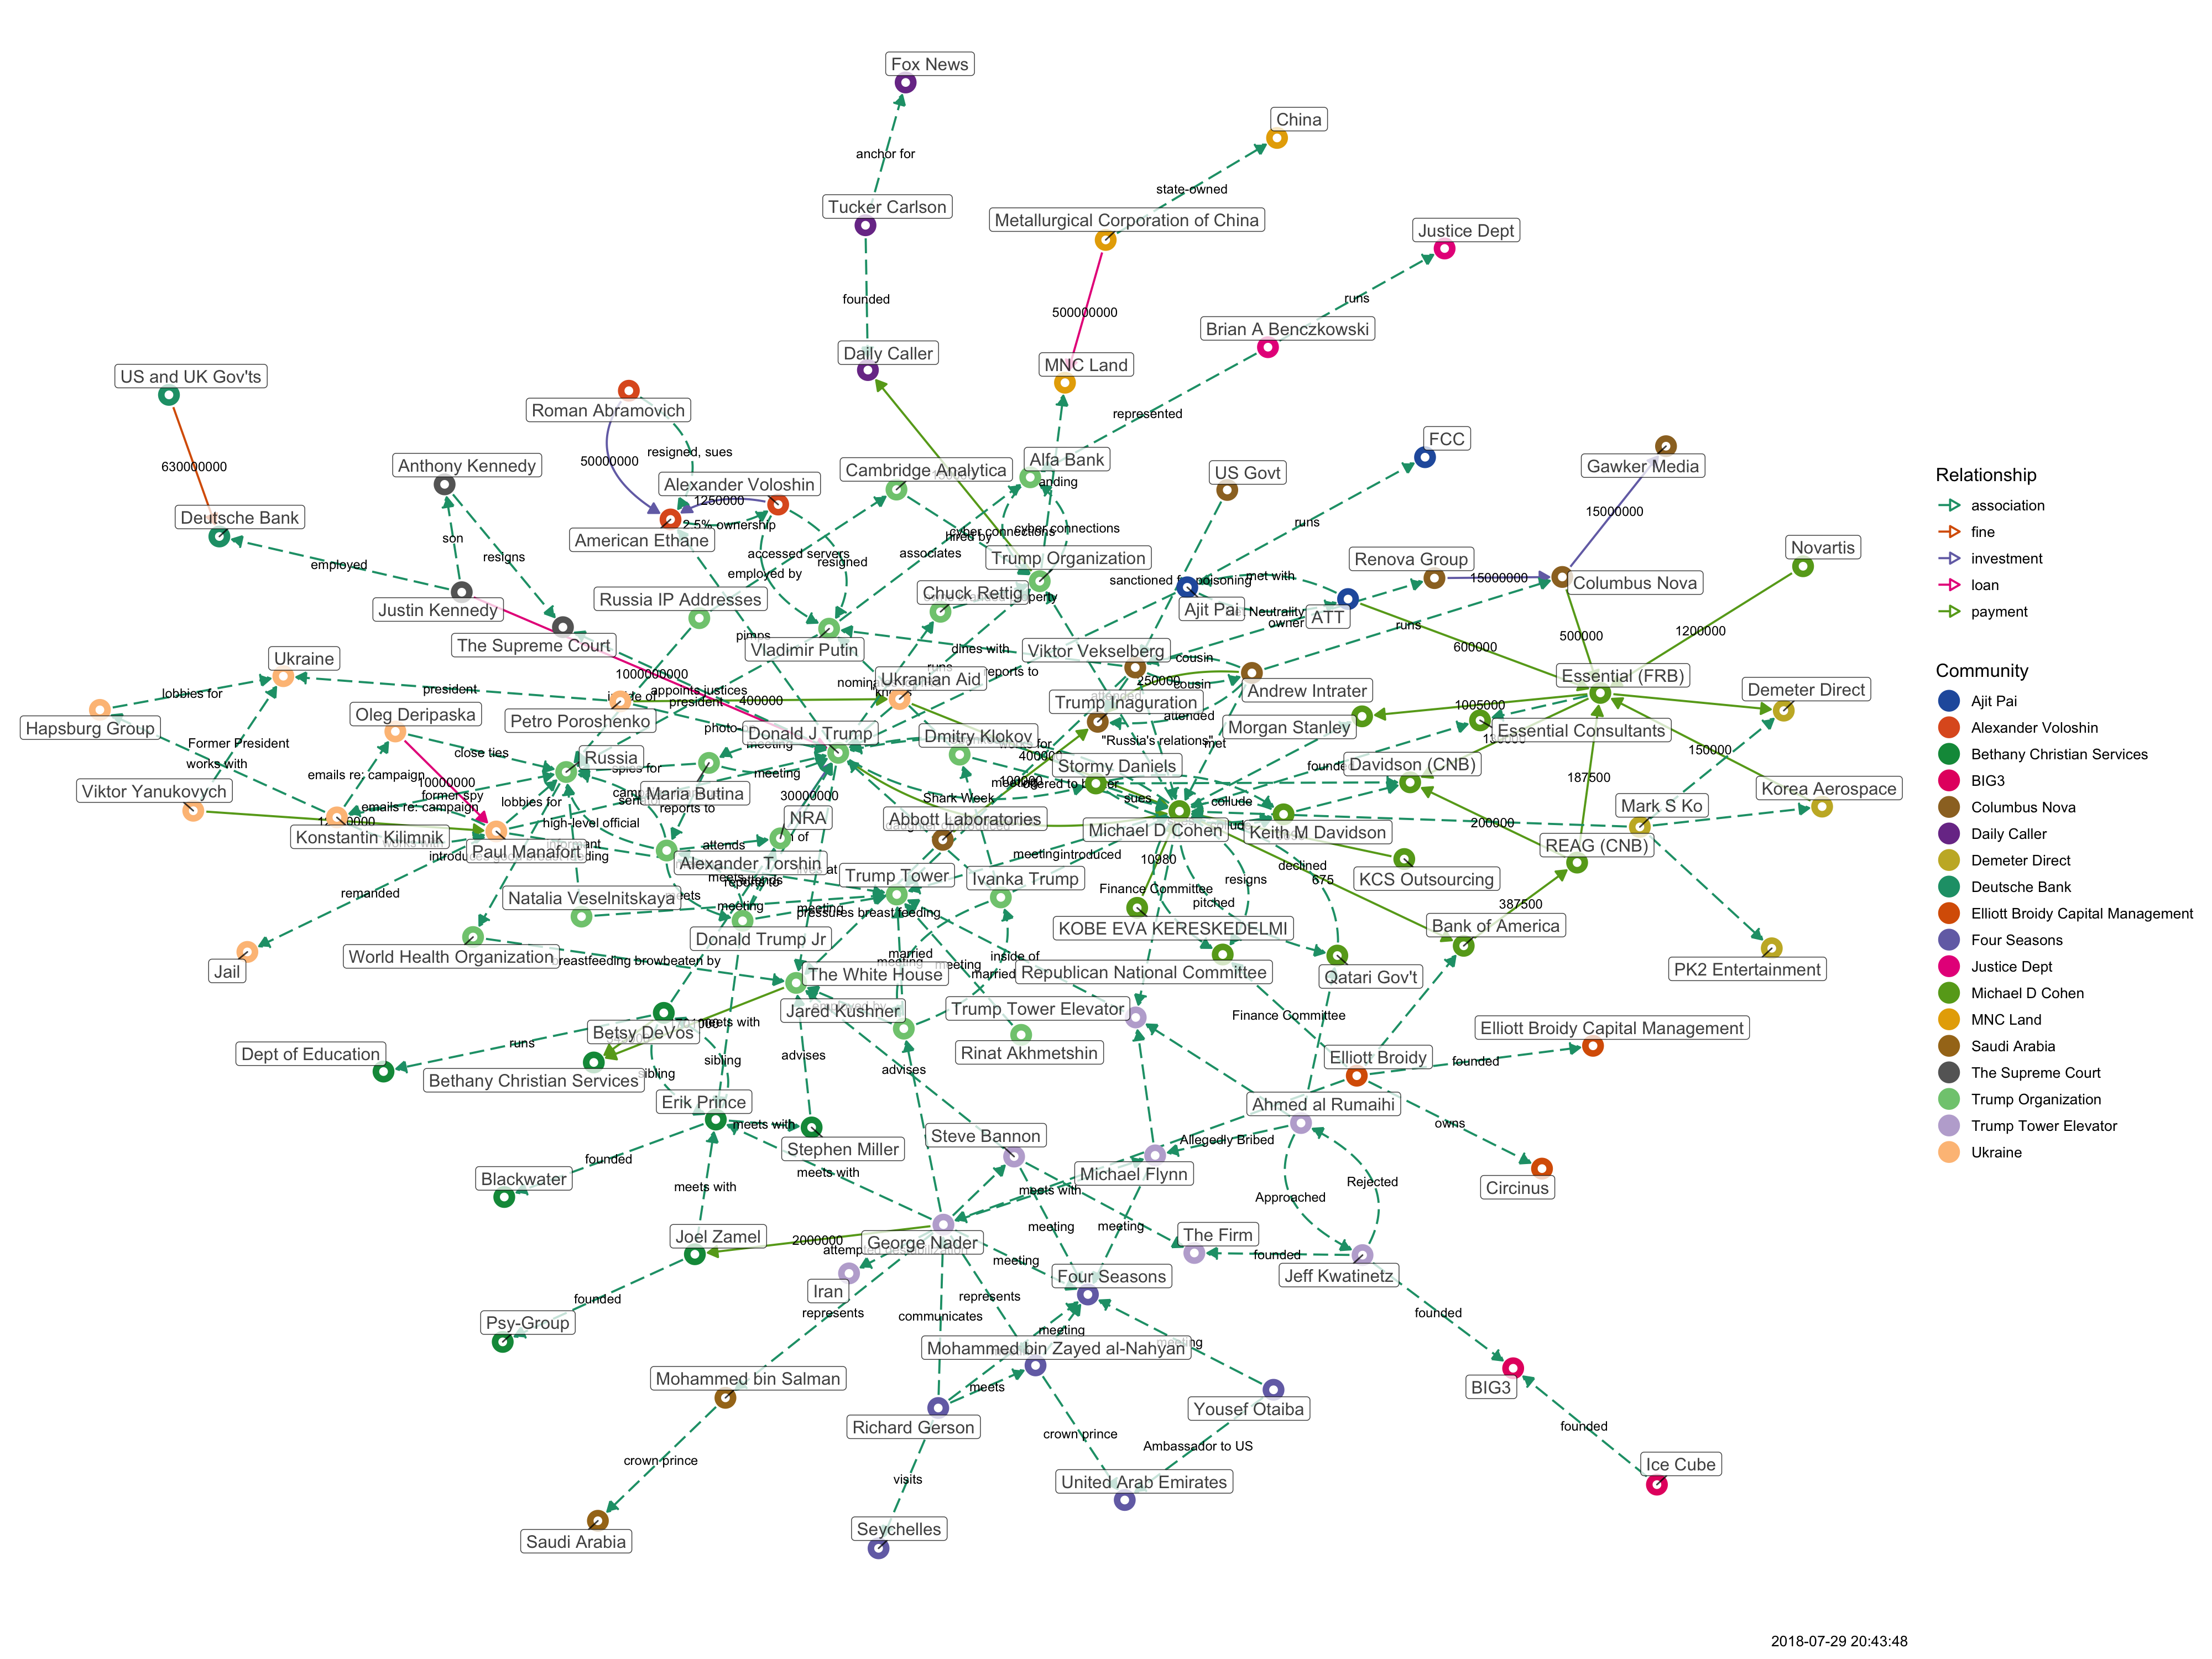 Fox News
China
anchor for
state-owned
Tucker Carlson
Metallurgical Corporation of China
Justice Dept
founded
runs
500000000
Brian A Benczkowski
Daily Caller
MNC Land
US and UK Gov'ts
Roman Abramovich
represented
FCC
630000000
50000000
resigned, sues
Anthony Kennedy
Alexander Voloshin
Cambridge Analytica
Alfa Bank
US Govt
Gawker Media
1250000
15000000
Deutsche Bank
2.5% ownership
American Ethane
son
resigns
cyber connections
cyber connections
hired by
runs
employed
accessed servers
associates
Trump Organization
Renova Group
Novartis
employed by
resigned
met with
15000000
Columbus Nova
Justin Kennedy
Russia IP Addresses
Chuck Rettig
Ajit Pai
ATT
Neutrality
owner
runs
The Supreme Court
pimps
Vladimir Putin
dines with
Viktor Vekselberg
cousin
500000
1200000
600000
Ukraine
1000000000
reports to
Ukrainian Aid
250000
cousin
Andrew Intrater
Essential (FRB)
Demeter Direct
lobbies for
president
appoints justices
president
400000
Hapsburg Group
Oleg Deripaska
Petro Poroshenko
Trump Inaguration
attended
Morgan Stanley
1005000
Essential Consultants
Former President
works with
close ties
Donald J Trump
meeting
Dmitry Klokov
works for
"Russia's relations"
met
150000
Russia
400000
Stormy Daniels
Davidson (CNB)
187500
Viktor Yanukovych
emails re: campaign
10000000
former spy
spies for
meeting
Maria Butina
30000000
100000
Shark Week
sues
collude
Korea Aerospace
Mark S Ko
emails re: campaign
lobbies for
reports to
NRA
Abbott Laboratories
Michael D Cohen
Keith M Davidson
200000
REAG (CNB)
Konstantin Kilimnik
Paul Manafort
high-level official
attends
Alexander Torshin
meeting
introduced
10980
declined
KCS Outsourcing
remanded
meets
reports to
Trump Tower
Ivanka Trump
Finance Committee
resigns
675
Natalia Veselnitskaya
meeting
meeting
pressures breast feeding
pitched
387500
Jail
World Health Organization
Donald Trump Jr
KOBE EVA KERESKEDELMI
Bank of America
breastfeeding browbeaten by
married
meeting
meeting
married
inside of
The White House
Republican National Committee
Qatari Gov't
PK2 Entertainment
Jared Kushner
Trump Tower Elevator
Finance Committee
Betsy DeVos
meets with
Elliott Broidy Capital Management
Dept of Education
runs
sibling
advises
Rinat Akhmetshin
Elliott Broidy
founded
Bethany Christian Services
sibling
advises
Erik Prince
Ahmed al Rumaihi
owns
meets with
Stephen Miller
Steve Bannon
Allegedly Bribed
founded
Blackwater
meets with
meets with
Michael Flynn
meets with
Approached
Rejected
Circinus
Joel Zamel
2000000
George Nader
meeting
meeting
The Firm
founded
meeting
Four Seasons
Jeff Kwatinetz
Iran
represents
communicates
represents
founded
founded
Psy-Group
meeting
Mohammed bin Zayed al-Nahyan
Mohammed bin Salman
meets
BIG3
Richard Gerson
Yousef Otaiba
crown prince
founded
Ambassador to US
crown prince
visits
United Arab Emirates
Ice Cube
Seychelles
Saudi Arabia
Relationship
association
fine
investment
loan
payment
Community
Ajit Pai
Alexander Voloshin
Bethany Christian Services
BIG3
Columbus Nova
Daily Caller
Demeter Direct
Deutsche Bank
Elliott Broidy Capital Management
Four Seasons
Justice Dept
Michael D Cohen
MNC Land
Saudi Arabia
The Supreme Court
Trump Organization
Trump Tower Elevator
Ukraine
2018-07-29 20:43:48